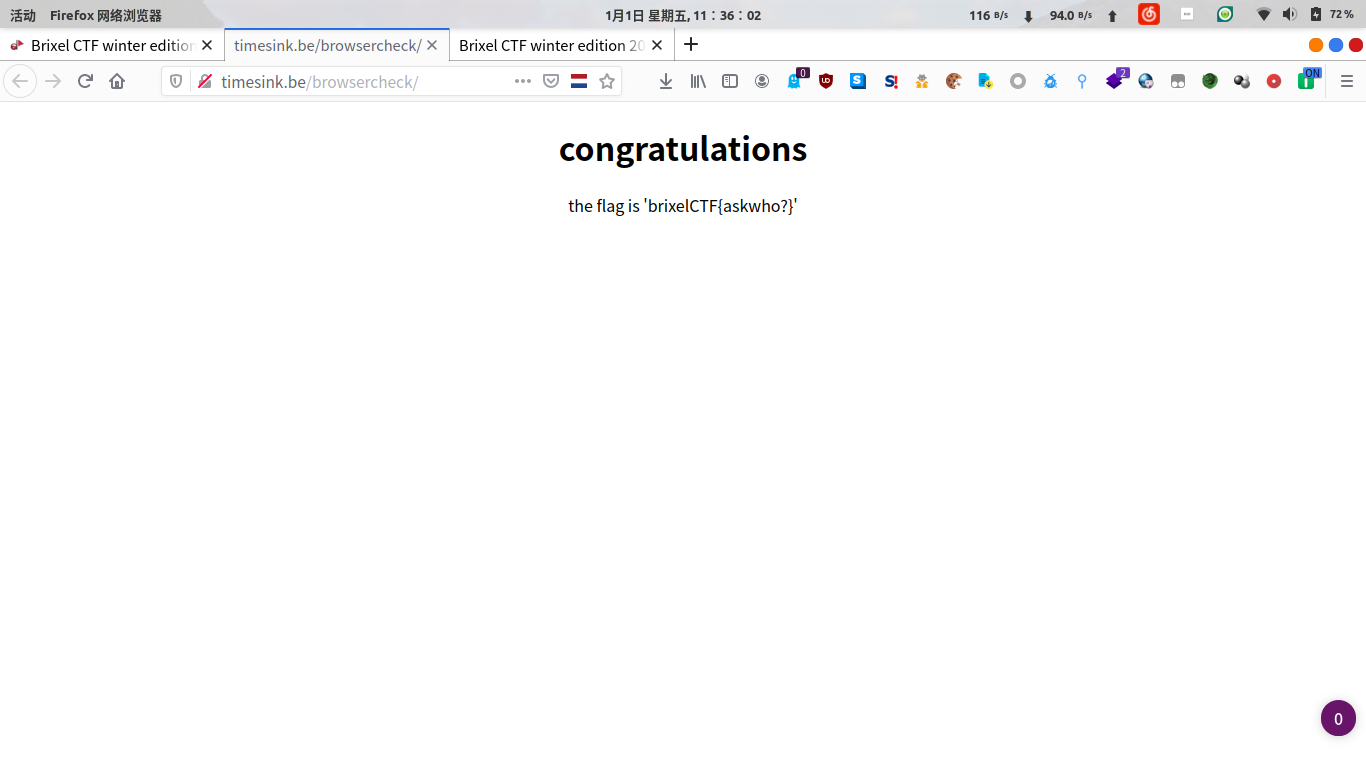 活动 Firefox 网络浏览器 1月1日 星期五, 11：36：02 116 B/s 94.0 B/s 72 %
Brixel CTF winter edition timesink.be/browsercheck/ Brixel CTF winter edition 20
timesink.be/browsercheck/ 0 2 ON
congratulations
the flag is 'brixelCTF{askwho?}'
0